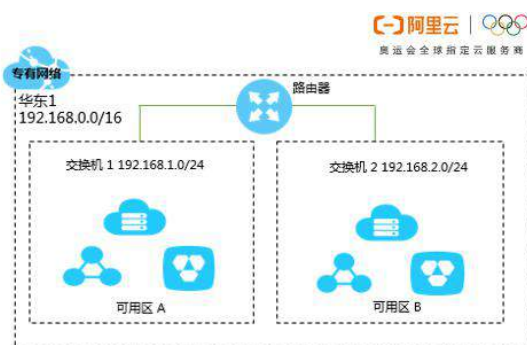 阿里云
奥运会全球指定云服务商
专有网络
华东1
192.168.0.0/16
路由器
交换机 1 192.168.1.0/24
交换机 2 192.168.2.0/24
可用区 A
可用区 B